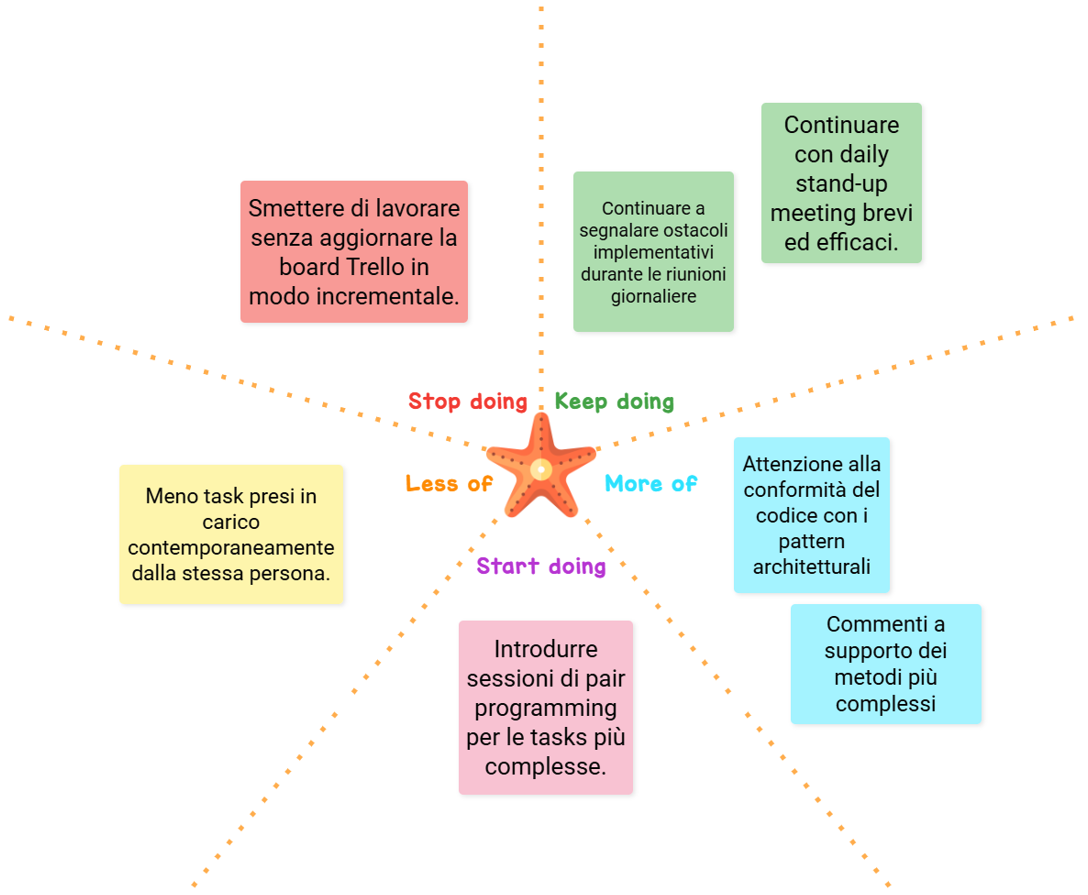 Smettere di lavorare
senza aggiornare la
board Trello in
modo incrementale.
Continuare a
segnalare ostacoli
implementativi
durante le riunioni
giornaliere
Continuare
con daily
stand-up
meeting brevi
ed efficaci.
Stop doing
Keep doing
Less of
More of
Start doing
Meno task presi in
carico
contemporaneamente
dalla stessa persona.
Attenzione alla
conformità del
codice con i
pattern
architetturali
Commenti a
supporto dei
metodi più
complessi
Introdurre
sessioni di pair
programming
per le tasks più
complesse.